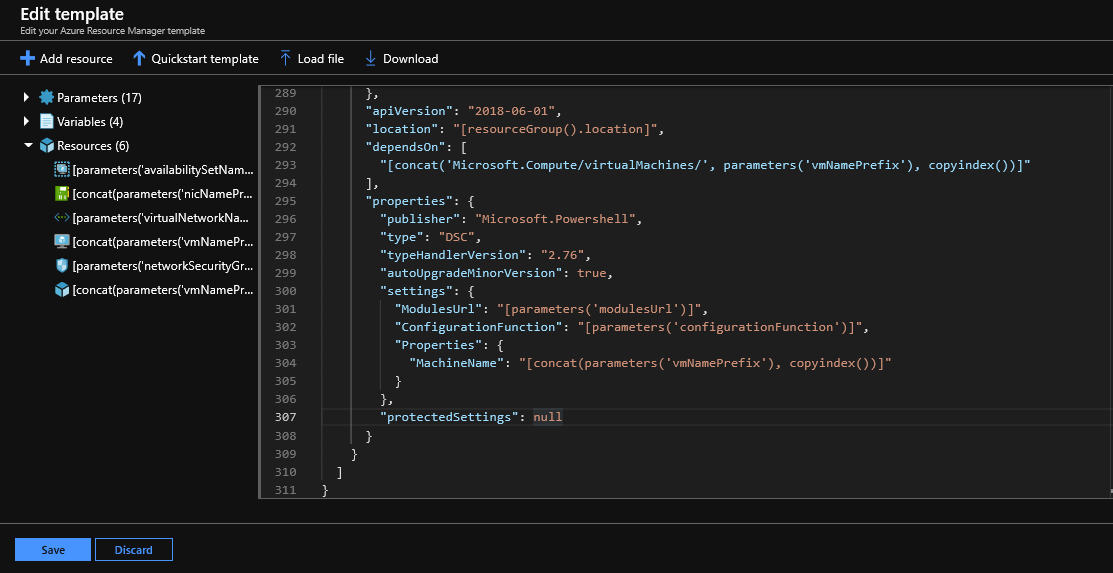 Edit template
Edit your Azure Resource Manager template
Add resource Quickstart template Load file Download
Parameters (17)
Variables (4)
Resources (6)
[parameters('availabilitySetNam...
[concat(parameters('nicNamePr...
[parameters('virtualNetworkNa...
[concat(parameters('vmNamePr...
[parameters('networkSecurityGr...
[concat(parameters('vmNamePr...
289 },
290 "apiVersion": "2018-06-01",
291 "location": "[resourceGroup().location]",
292 "dependsOn": [
293 "[concat('Microsoft.Compute/virtualMachines/', parameters('vmNamePrefix'), copyindex())]"
294 ],
295 "properties": {
296 "publisher": "Microsoft.Powershell",
297 "type": "DSC",
298 "typeHandlerVersion": "2.76",
299 "autoUpgradeMinorVersion": true,
300 "settings": {
301 "ModulesUrl": "[parameters('modulesUrl')]",
302 "ConfigurationFunction": "[parameters('configurationFunction')]",
303 "Properties": {
304 "MachineName": "[concat(parameters('vmNamePrefix'), copyindex())]"
305 }
306 },
307 "protectedSettings": null
308 }
309 }
310 ]
311 }
Save Discard